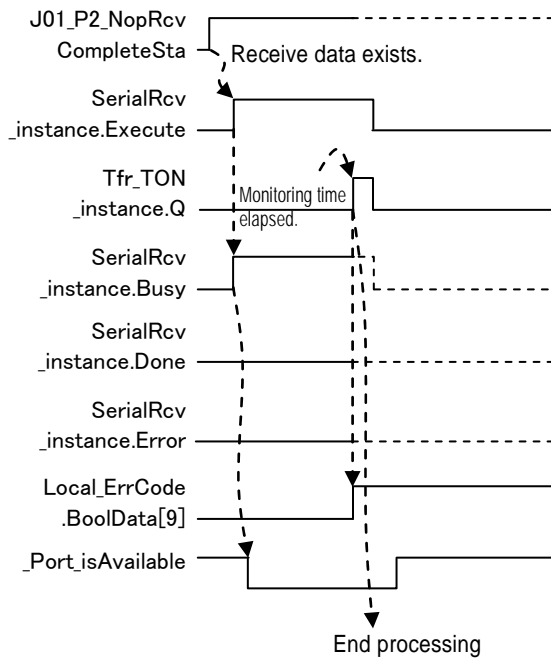 J01_P2_NopRcv
CompleteSta
Receive data exists.
SerialRcv
_instance.Execute
Tfr_TON
_instance.Q
Monitoring time
elapsed.
SerialRcv
_instance.Busy
SerialRcv
_instance.Done
SerialRcv
_instance.Error
Local_ErrCode
.BoolData[9]
_Port_isAvailable
End processing